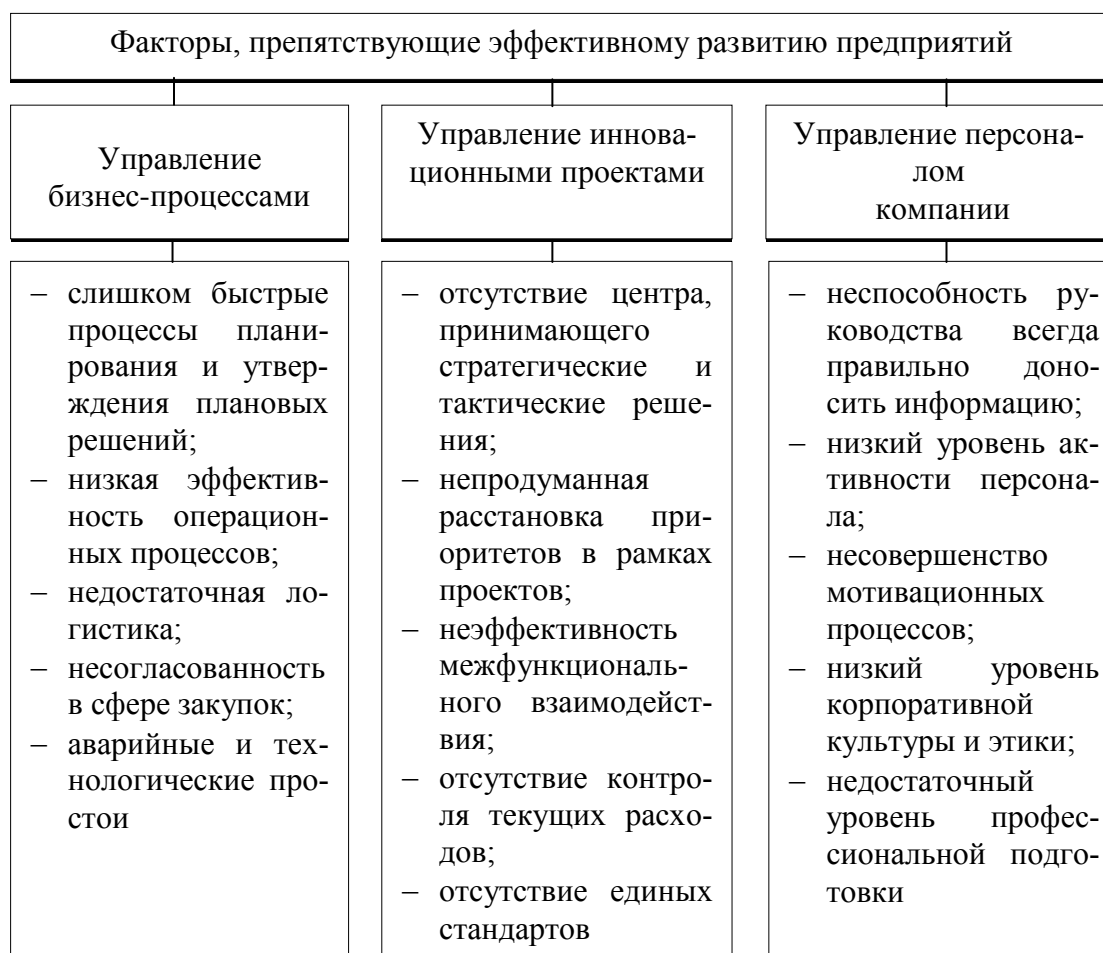 Факторы, препятствующие эффективному развитию предприятий
Управление
бизнес-процессами
Управление иннова-
ционными проектами
Управление персона-
лом
компании
– слишком быстрые
процессы плани-
рования и утвер-
ждения плановых
решений;
– низкая эффектив-
ность операцион-
ных процессов;
– недостаточная ло-
гистика;
– несогласованность
в сфере закупок;
– аварийные и тех-
нологические про-
стои
– отсутствие центра,
принимающего
стратегические и
тактические реше-
ния;
– непродуманная
расстановка при-
оритетов в рамках
проектов;
– неэффективность
межфункциональ-
ного взаимодейст-
вия;
– отсутствие контро-
ля текущих расхо-
дов;
– отсутствие единых
стандартов
– неспособность ру-
ководства всегда
правильно доно-
сить информацию;
– низкий уровень ак-
тивности персона-
ла;
– несовершенство
мотивационных
процессов;
– низкий уровень
корпоративной
культуры и этики;
– недостаточный
уровень профес-
сиональной подго-
товки